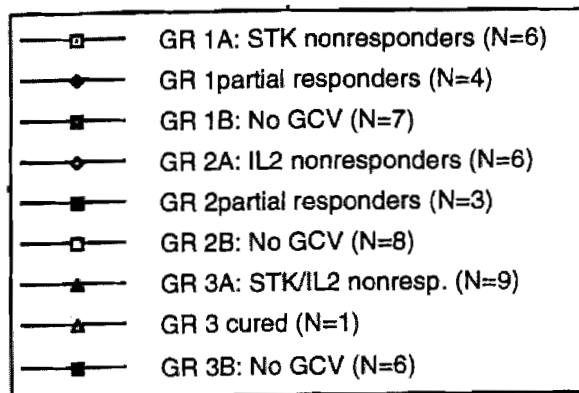 GR 1A: STK nonresponders (N=6)
GR 1partial responders (N=4)
GR 1B: No GCV (N=7)
GR 2A: IL2 nonresponders (N=6)
GR 2partial responders (N=3)
GR 2B: No GCV (N=8)
GR 3A: STK/IL2 nonresp. (N=9)
GR 3 cured (N=1)
GR 3B: No GCV (N=6)